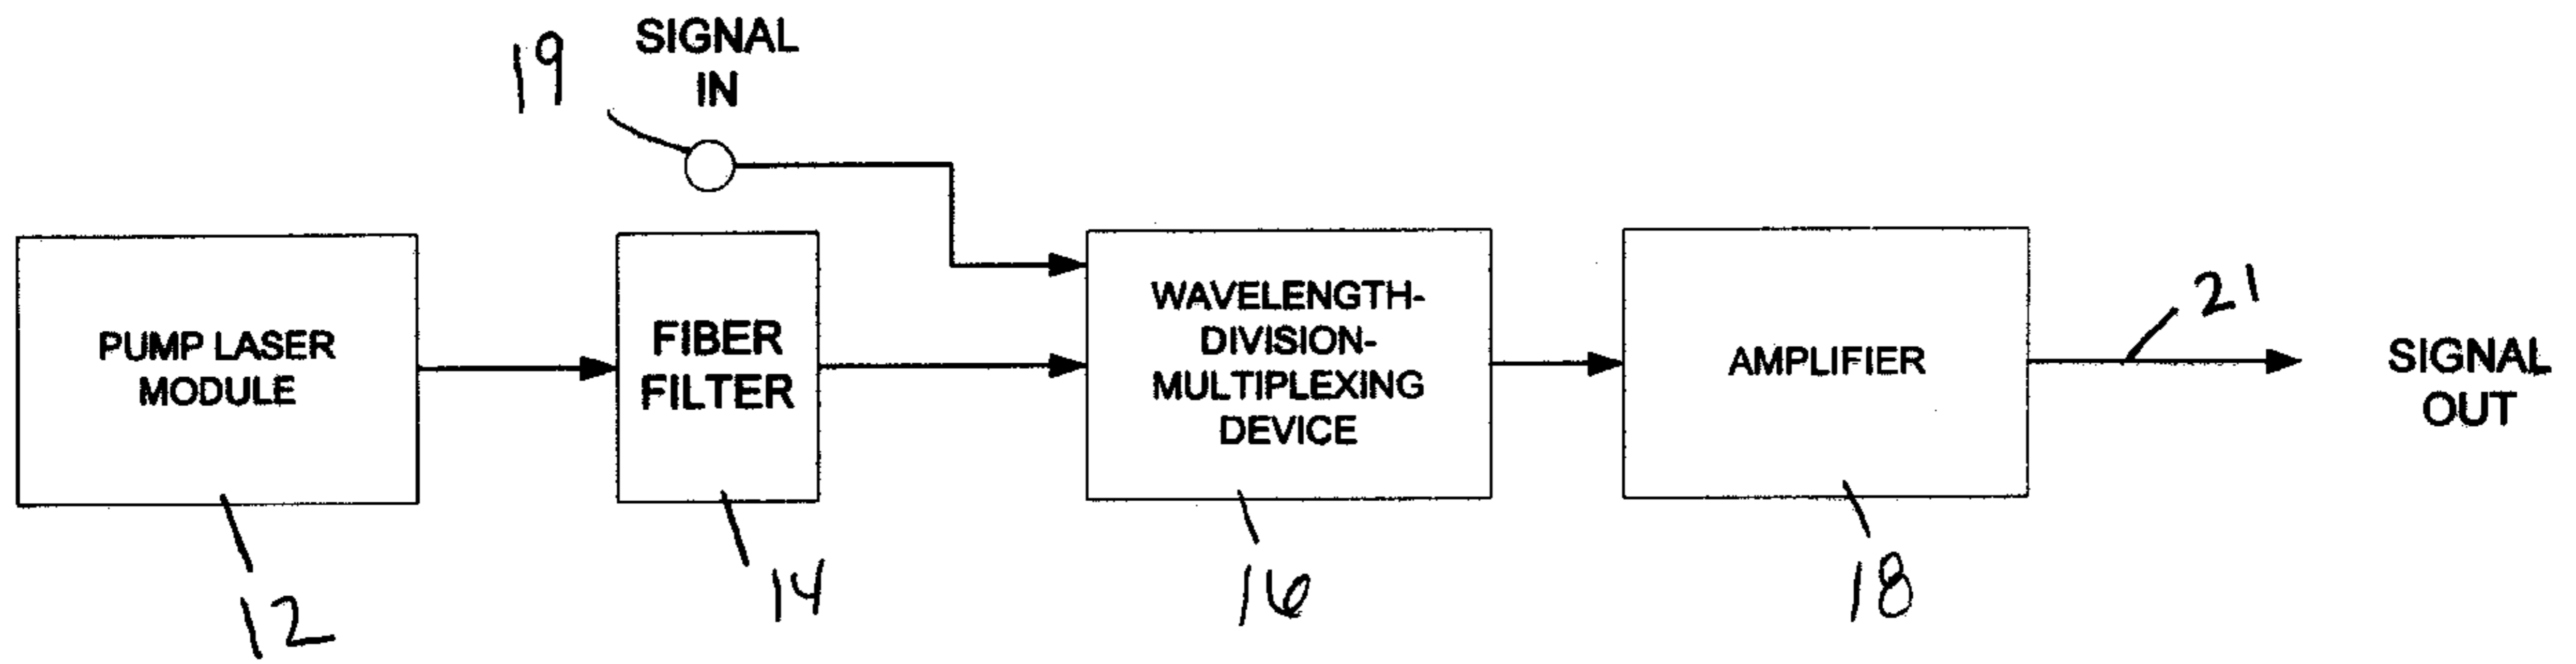 19
SIGNAL
IN
PUMP LASER
MODULE
FIBER
FILTER
WAVELENGTH-
DIVISION-
MULTIPLEXING
DEVICE
AMPLIFIER
21
SIGNAL
OUT
12
14
16
18